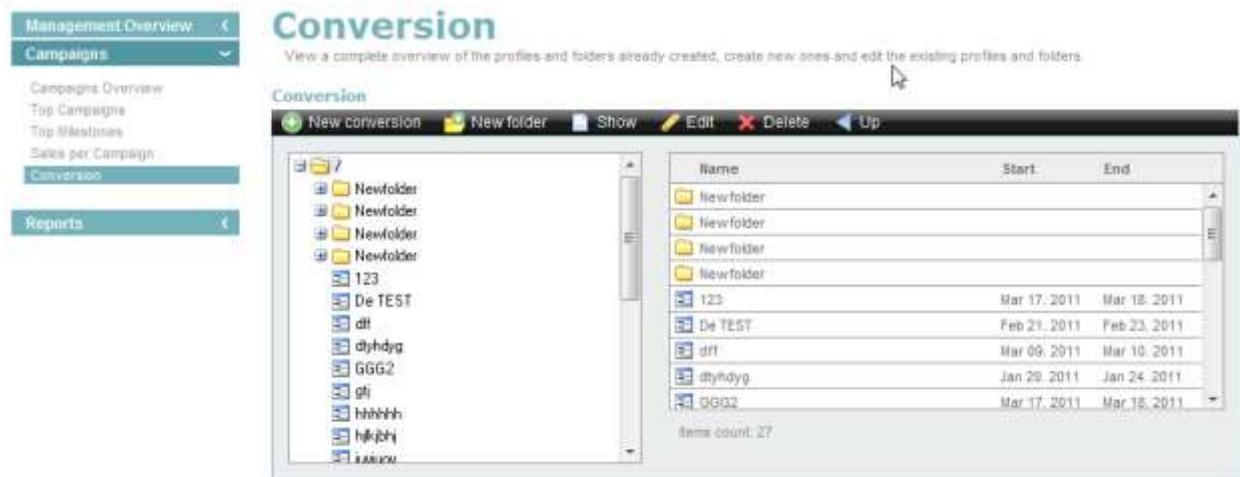 Management Overview
Campaigns
Campaigns Overview
Top Campaigns
Top Milestones
Sales per Campaign
Conversion
Reports
Conversion
View a complete overview of the profiles and folders already created, create new ones and edit the existing profiles and folders.
Conversion
New conversion New folder Show Edit Delete Up
/
Newfolder
Newfolder
Newfolder
Newfolder
123
De TEST
dff
dtyhdyg
GGG2
gtj
hhhhhh
Name Start End
Newfolder
Newfolder
Newfolder
Newfolder
123 Mar 17, 2011 Mar 18, 2011
De TEST Feb 21, 2011 Feb 23, 2011
dff Mar 09, 2011 Mar 10, 2011
dtyhdyg Jan 20, 2011 Jan 24, 2011
GGG2 Mar 17, 2011 Mar 18, 2011
Items count: 27